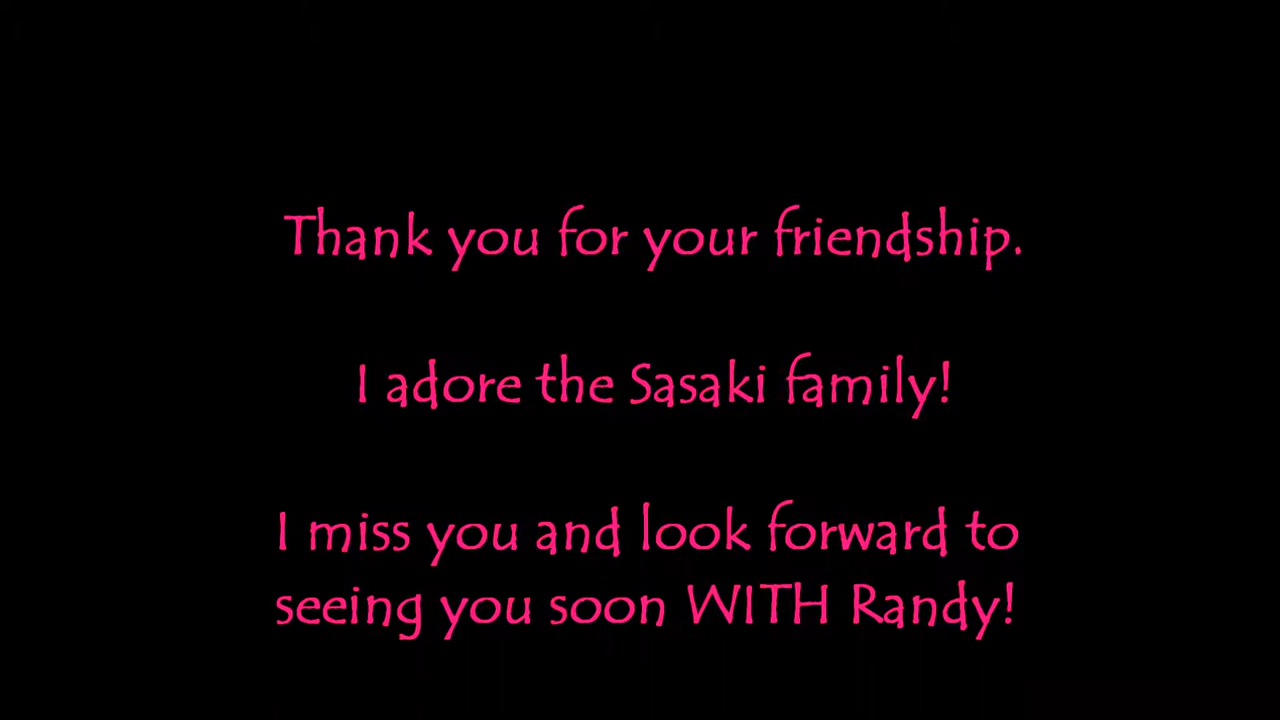 Thank you for your friendship.
I adore the Sasaki family!
I miss you and look forward to
seeing you soon WITH Randy!